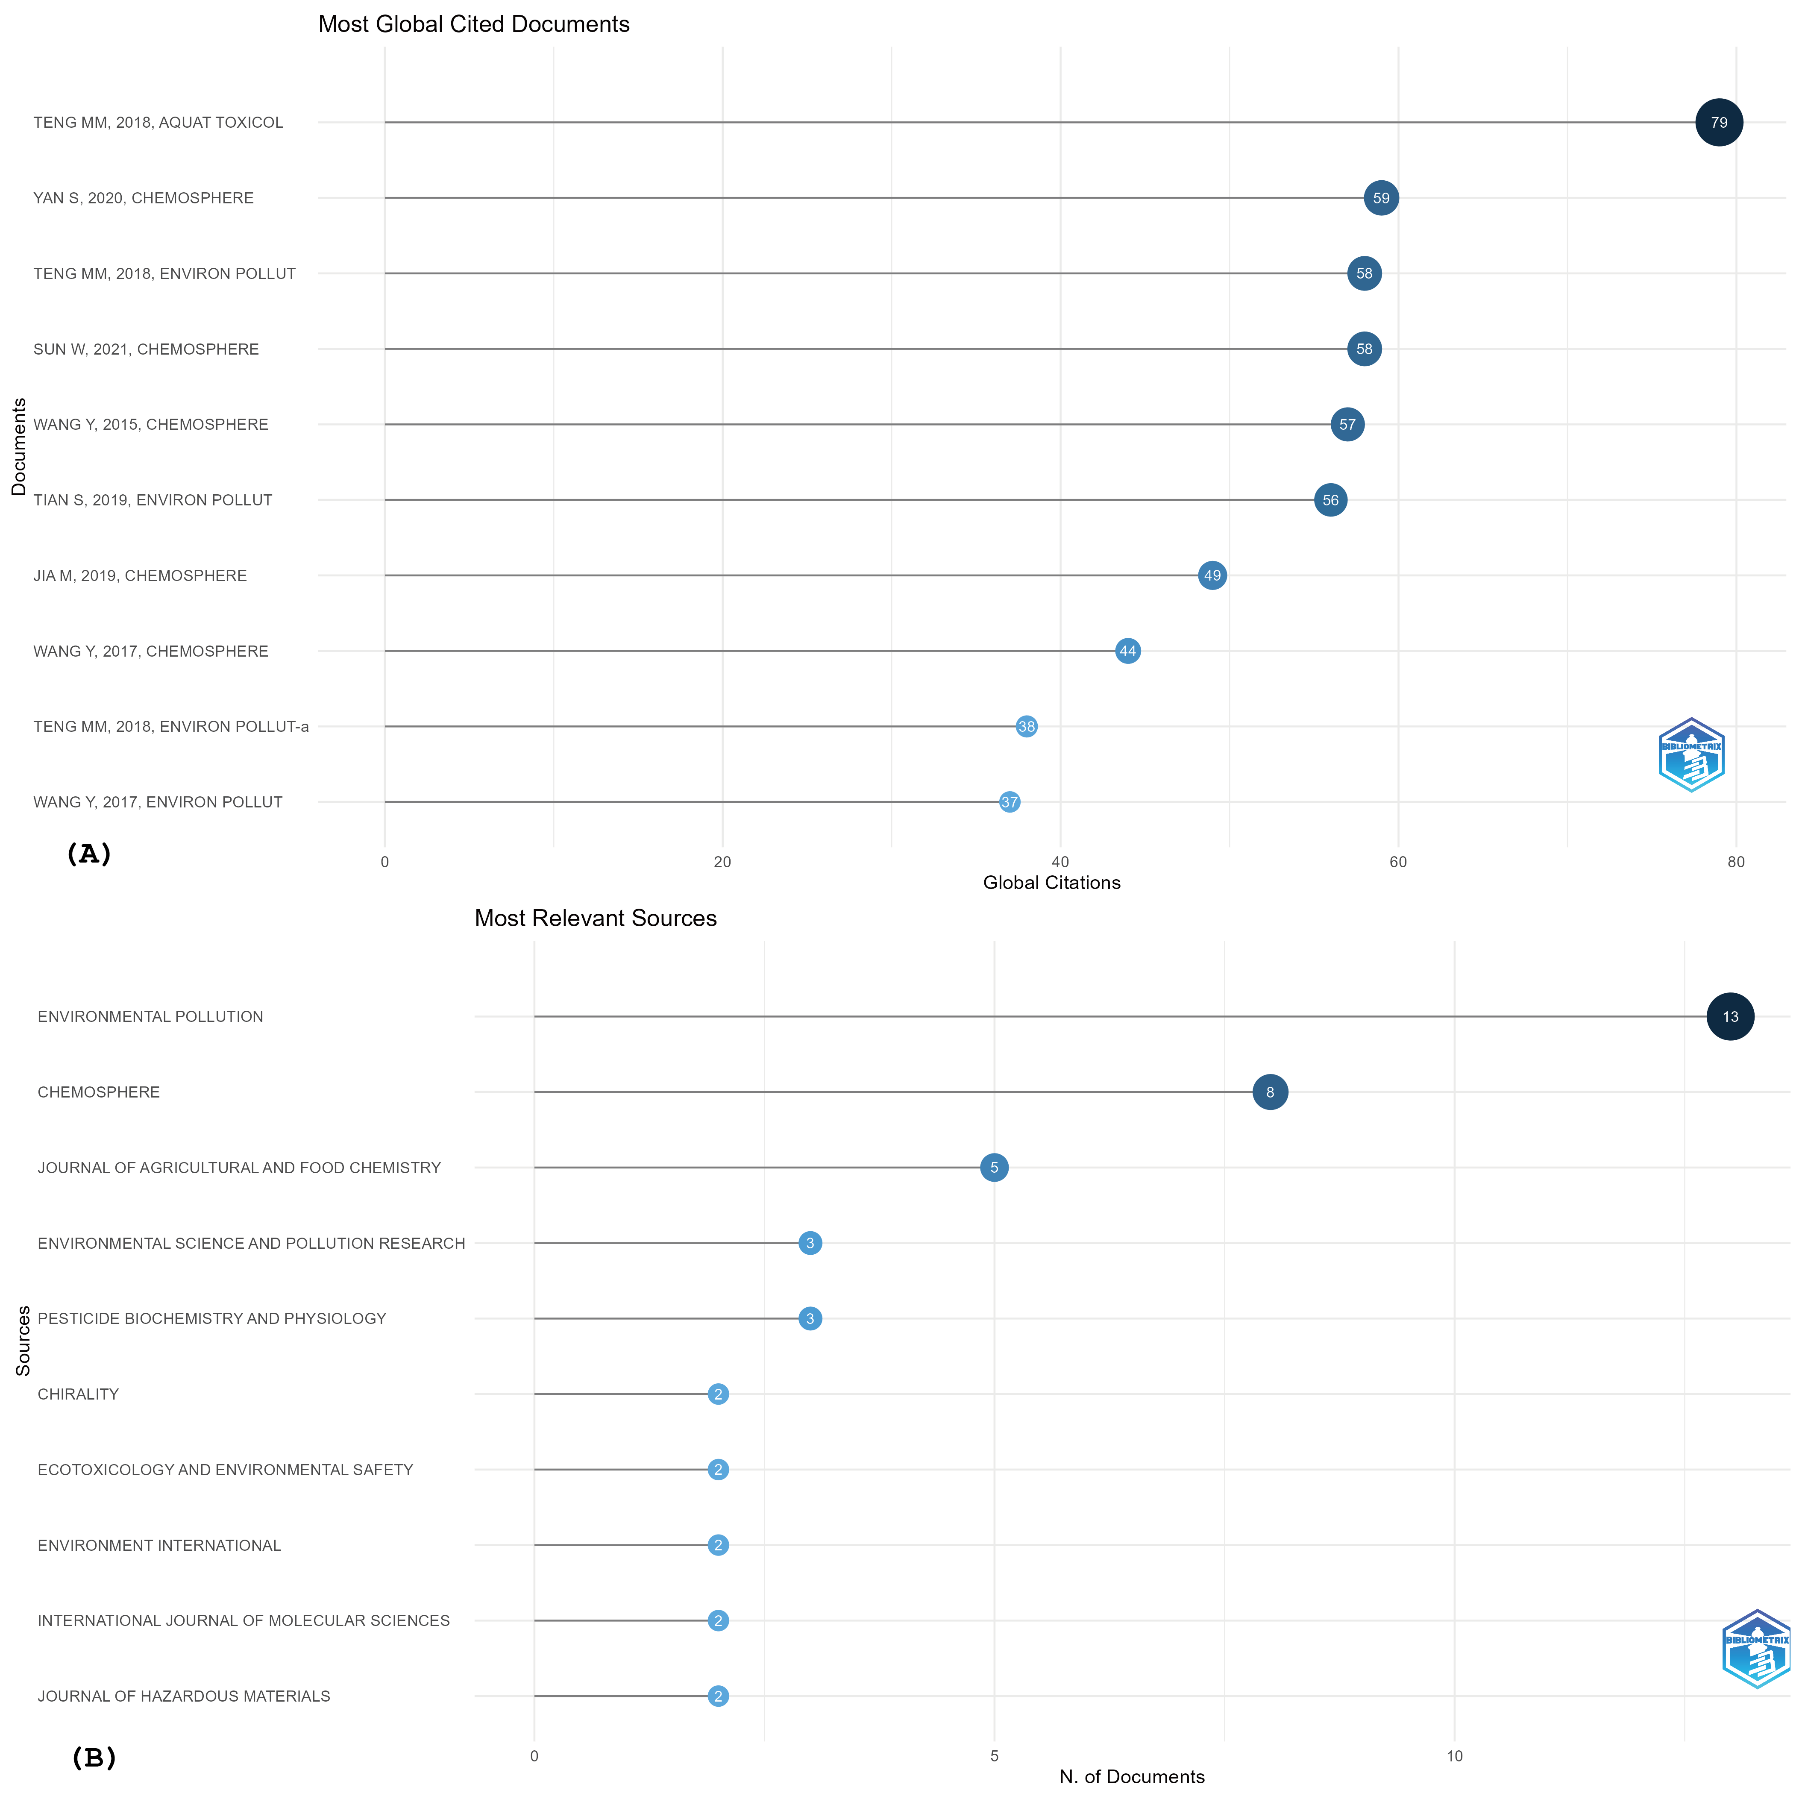 Most Global Cited Documents
Documents
TENG MM, 2018, AQUAT TOXICOL 79
YAN S, 2020, CHEMOSPHERE 59
TENG MM, 2018, ENVIRON POLLUT 58
SUN W, 2021, CHEMOSPHERE 58
WANG Y, 2015, CHEMOSPHERE 57
TIAN S, 2019, ENVIRON POLLUT 56
JIA M, 2019, CHEMOSPHERE 49
WANG Y, 2017, CHEMOSPHERE 44
TENG MM, 2018, ENVIRON POLLUT-a 38
BIBLIOMETRIX
WANG Y, 2017, ENVIRON POLLUT 37
(A)
0 20 40 60 80
Global Citations
Most Relevant Sources
Sources
ENVIRONMENTAL POLLUTION 13
CHEMOSPHERE 8
JOURNAL OF AGRICULTURAL AND FOOD CHEMISTRY 5
ENVIRONMENTAL SCIENCE AND POLLUTION RESEARCH 3
PESTICIDE BIOCHEMISTRY AND PHYSIOLOGY 3
CHIRALITY 2
ECOTOXICOLOGY AND ENVIRONMENTAL SAFETY 2
ENVIRONMENT INTERNATIONAL 2
INTERNATIONAL JOURNAL OF MOLECULAR SCIENCES 2
BIBLIOMETRIX
JOURNAL OF HAZARDOUS MATERIALS 2
(B)
0 5 10
N. of Documents